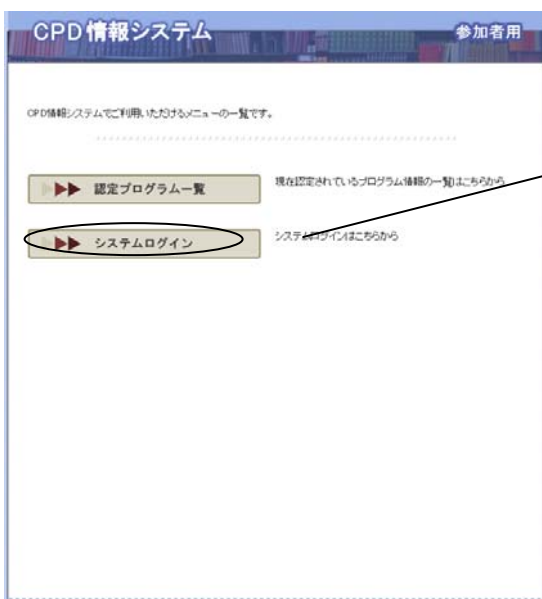 CPD情報システム
参加者用
CPD情報システムでご利用いただけるメニューの一覧です。
認定プログラム一覧
現在認定されているプログラム情報の一覧はこちらから
システムログイン
システムログインはこちらから